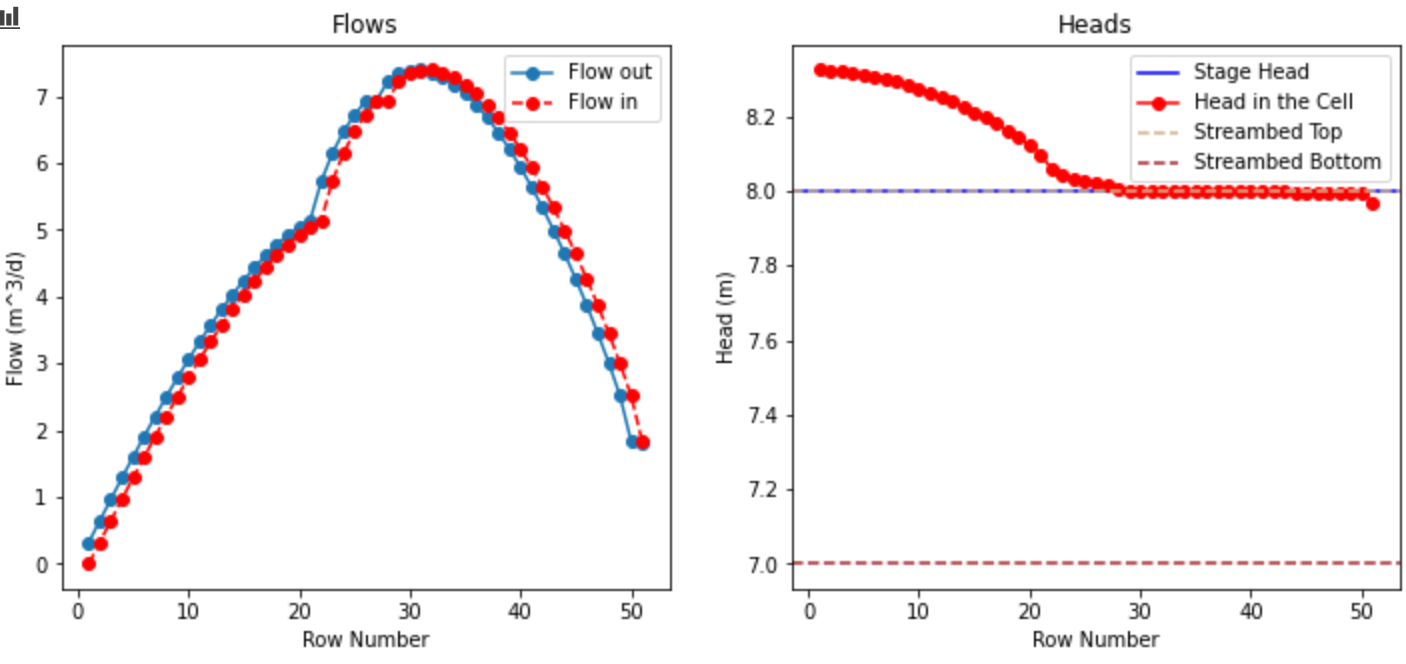 Flows
Flow out
Flow in
Flow (m^3/d)
7
6
5
4
3
2
1
0
0 10 20 30 40 50
Row Number
Heads
Stage Head
Head in the Cell
Streambed Top
Streambed Bottom
Head (m)
8.2
8.0
7.8
7.6
7.4
7.2
7.0
0 10 20 30 40 50
Row Number